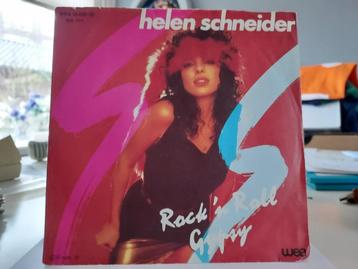 helen schneider
Rock 'n Roll
Gypsy
wea